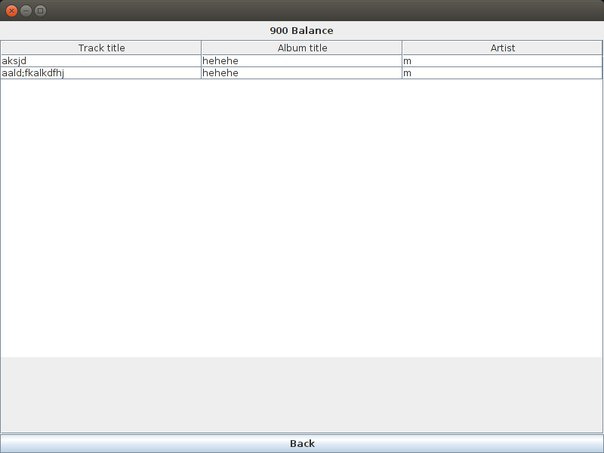 900 Balance
Track title Album title Artist
aksjd hehehe m
aald;fkalkdfhj hehehe m
Back